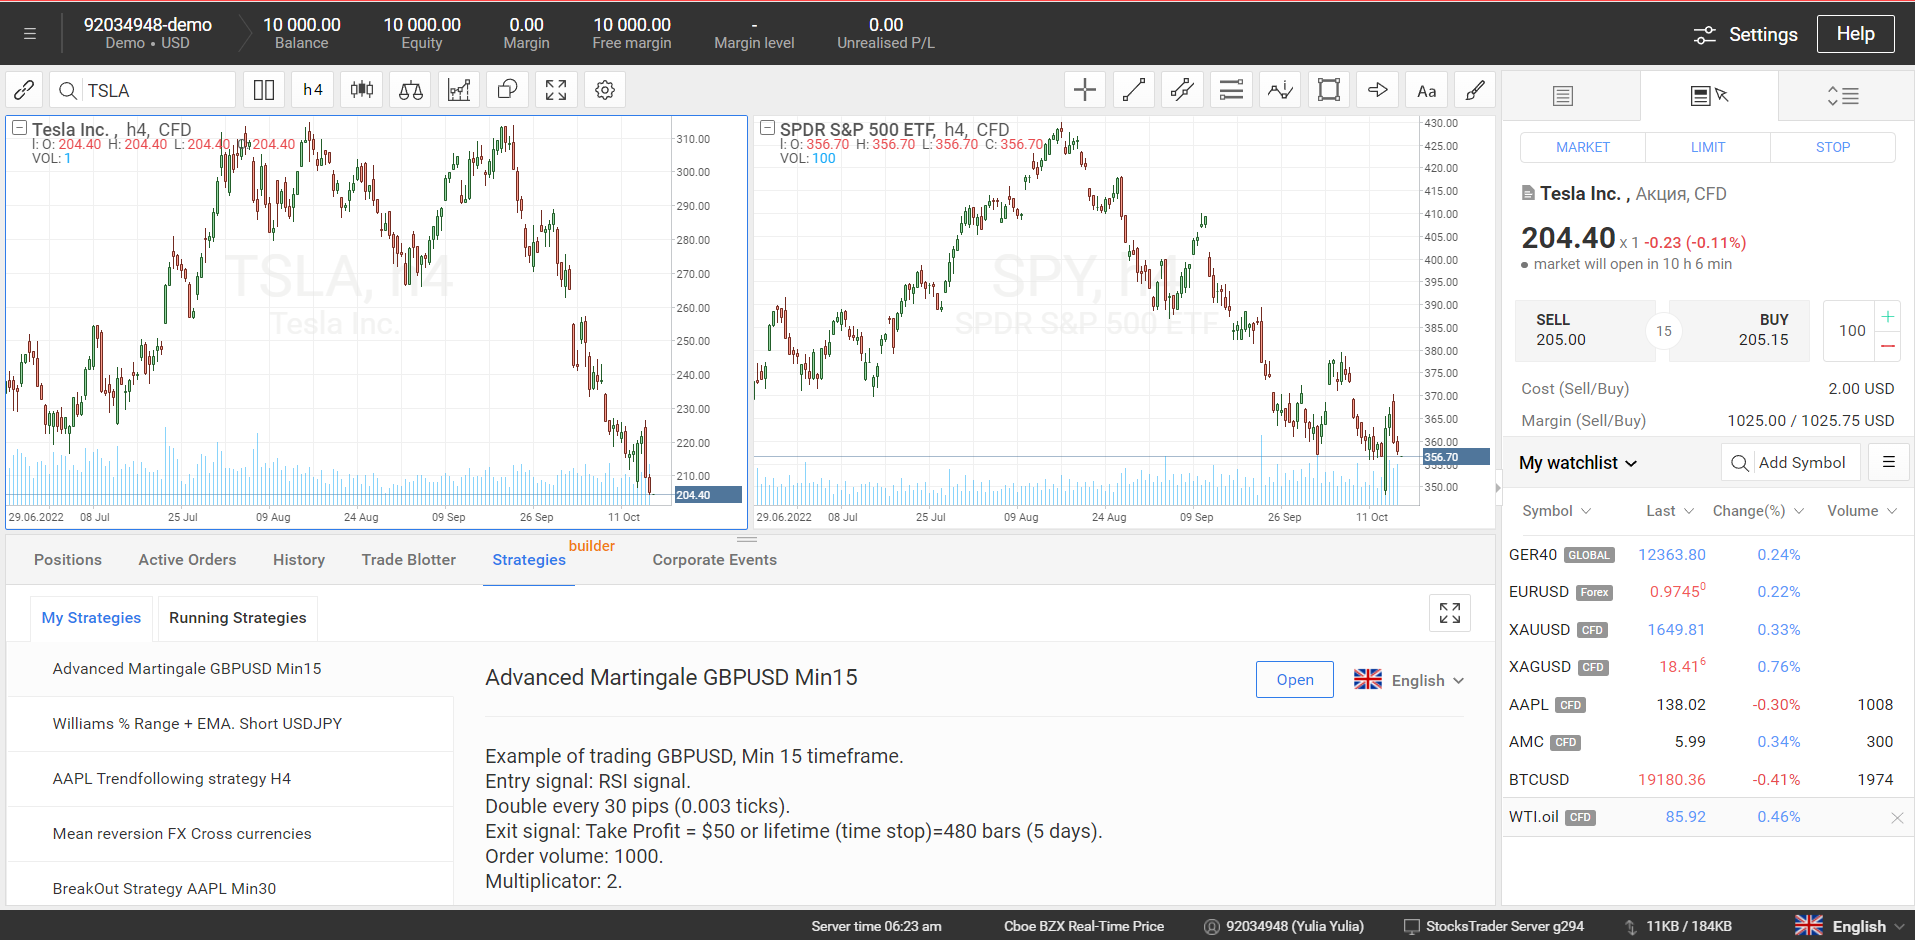 92034948-demo
Demo • USD
10 000.00
Balance
10 000.00
Equity
0.00
Margin
10 000.00
Free margin
-
Margin level
0.00
Unrealised P/L
Settings
Help
TSLA
h4
Aa
Tesla Inc. , h4, CFD
I: O: 204.40 H: 204.40 L: 204.40 C: 204.40
VOL: 1
TSLA, h4
Tesla Inc.
310.00
300.00
290.00
280.00
270.00
260.00
250.00
240.00
230.00
220.00
210.00
204.40
29.06.2022 08 Jul 25 Jul 09 Aug 24 Aug 09 Sep 26 Sep 11 Oct
SPDR S&P 500 ETF, h4, CFD
I: O: 356.70 H: 356.70 L: 356.70 C: 356.70
VOL: 100
SPY, h4
SPDR S&P 500 ETF
430.00
425.00
420.00
415.00
410.00
405.00
400.00
395.00
390.00
385.00
380.00
375.00
370.00
365.00
360.00
356.70
355.00
350.00
29.06.2022 08 Jul 25 Jul 09 Aug 24 Aug 09 Sep 26 Sep 11 Oct
MARKET LIMIT STOP
Tesla Inc. , Акция, CFD
204.40 x 1 -0.23 (-0.11%)
• market will open in 10 h 6 min
SELL
205.00
15
BUY
205.15
100
+
−
Cost (Sell/Buy) 2.00 USD
Margin (Sell/Buy) 1025.00 / 1025.75 USD
My watchlist
Add Symbol
Symbol Last Change(%) Volume
GER40 GLOBAL 12363.80 0.24%
EURUSD Forex 0.9745⁰ 0.22%
XAUUSD CFD 1649.81 0.33%
XAGUSD CFD 18.41⁶ 0.76%
AAPL CFD 138.02 -0.30% 1008
AMC CFD 5.99 0.34% 300
BTCUSD 19180.36 -0.41% 1974
WTI.oil CFD 85.92 0.46%
Positions
Active Orders
History
Trade Blotter
Strategies
builder
Corporate Events
My Strategies
Running Strategies
Advanced Martingale GBPUSD Min15
Williams % Range + EMA. Short USDJPY
AAPL Trendfollowing strategy H4
Mean reversion FX Cross currencies
BreakOut Strategy AAPL Min30
Advanced Martingale GBPUSD Min15
Open
English
Example of trading GBPUSD, Min 15 timeframe.
Entry signal: RSI signal.
Double every 30 pips (0.003 ticks).
Exit signal: Take Profit = $50 or lifetime (time stop)=480 bars (5 days).
Order volume: 1000.
Multiplicator: 2.
Server time 06:23 am
Cboe BZX Real-Time Price
92034948 (Yulia Yulia)
StocksTrader Server g294
11KB / 184KB
English